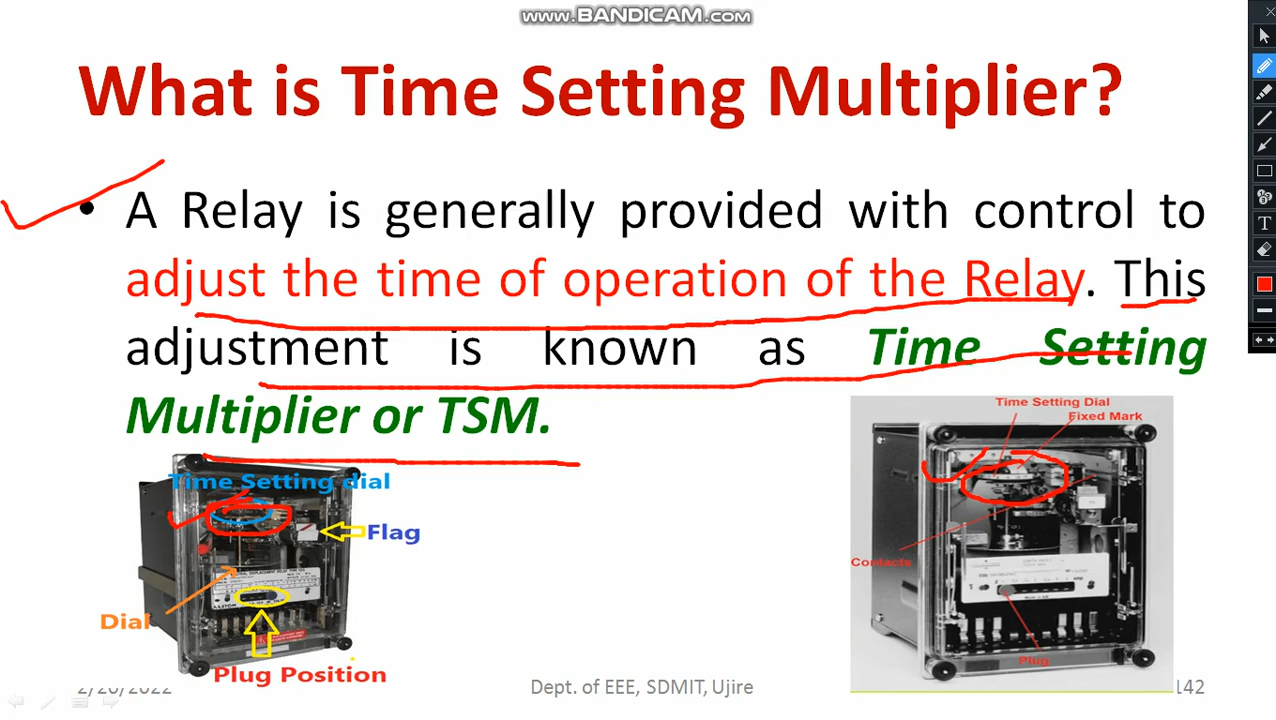 www.BANDICAM.com
What is Time Setting Multiplier?
• A Relay is generally provided with control to
adjust the time of operation of the Relay. This
adjustment is known as Time Setting
Multiplier or TSM.
Time Setting dial
Flag
Dial
Plug Position
Time Setting Dial
Fixed Mark
Contacts
Plug
2/20/2022
Dept. of EEE, SDMIT, Ujire
142